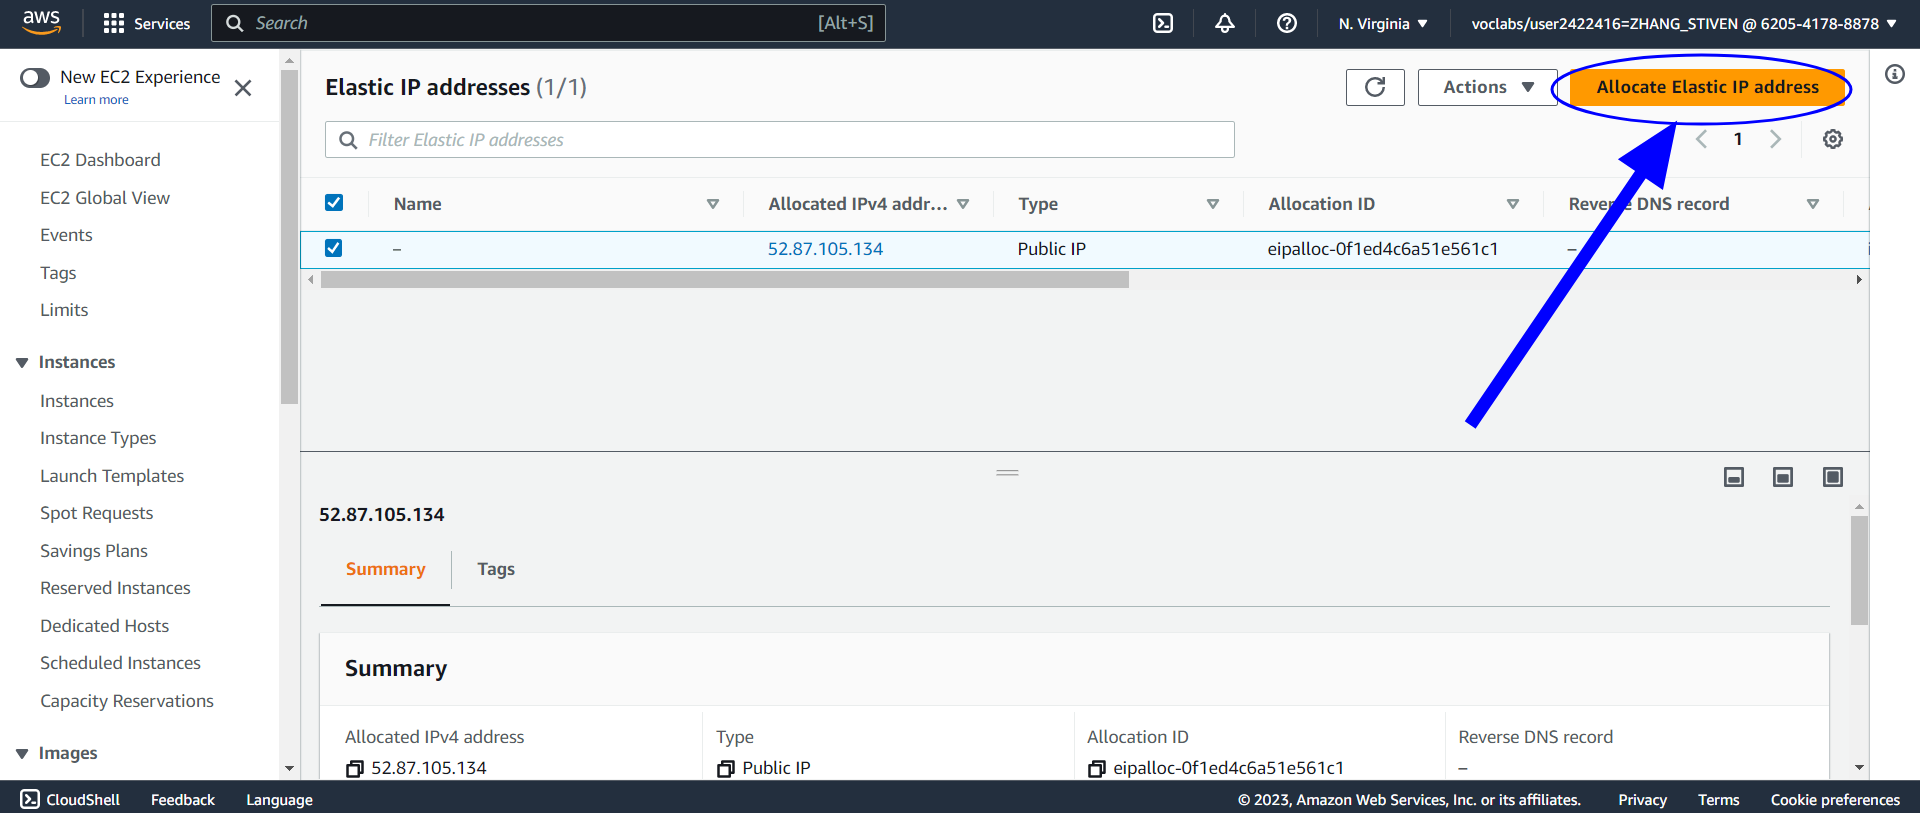 aws
Services
Search
[Alt+S]
N. Virginia
voclabs/user2422416=ZHANG_STIVEN @ 6205-4178-8878
New EC2 Experience
Learn more
EC2 Dashboard
EC2 Global View
Events
Tags
Limits
Instances
Instances
Instance Types
Launch Templates
Spot Requests
Savings Plans
Reserved Instances
Dedicated Hosts
Scheduled Instances
Capacity Reservations
Images
Elastic IP addresses (1/1)
Actions
Allocate Elastic IP address
Filter Elastic IP addresses
1
Name
Allocated IPv4 addr...
Type
Allocation ID
Reverse DNS record
–
52.87.105.134
Public IP
eipalloc-0f1ed4c6a51e561c1
–
52.87.105.134
Summary
Tags
Summary
Allocated IPv4 address
Type
Allocation ID
Reverse DNS record
52.87.105.134
Public IP
eipalloc-0f1ed4c6a51e561c1
–
CloudShell
Feedback
Language
© 2023, Amazon Web Services, Inc. or its affiliates.
Privacy
Terms
Cookie preferences